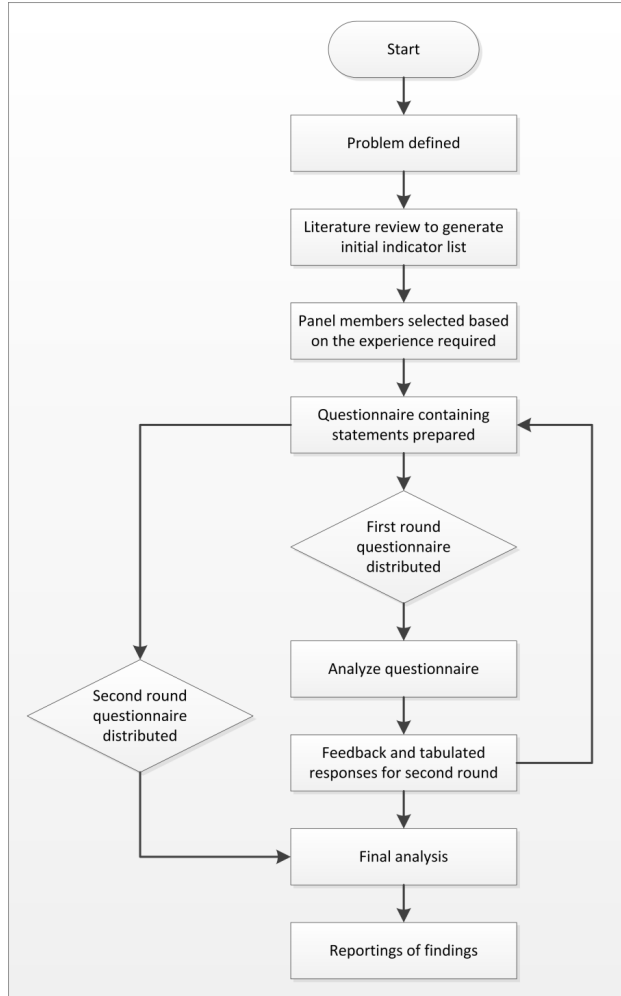 Start
Problem defined
Literature review to generate
initial indicator list
Panel members selected based
on the experience required
Questionnaire containing
statements prepared
First round
questionnaire
distributed
Analyze questionnaire
Second round
questionnaire
distributed
Feedback and tabulated
responses for second round
Final analysis
Reportings of findings